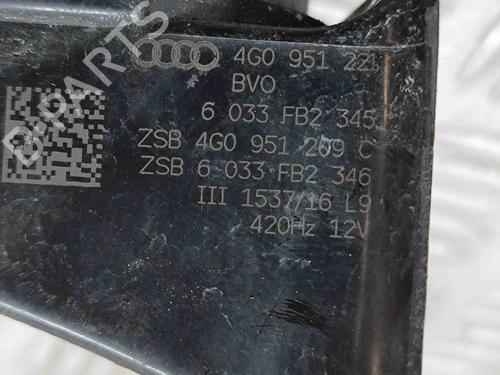 4G0 951 221
BVO
6 033 FB2 345
ZSB 4G0 951 209 C
ZSB 6 033 FB2 346
III 1537/16 L9
420Hz 12V
D-PARTS